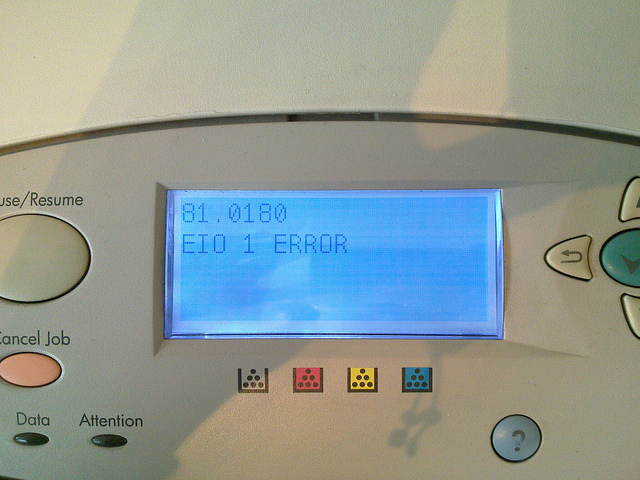 use/Resume
81.0180
EIO 1 ERROR
Cancel Job
Data Attention
?